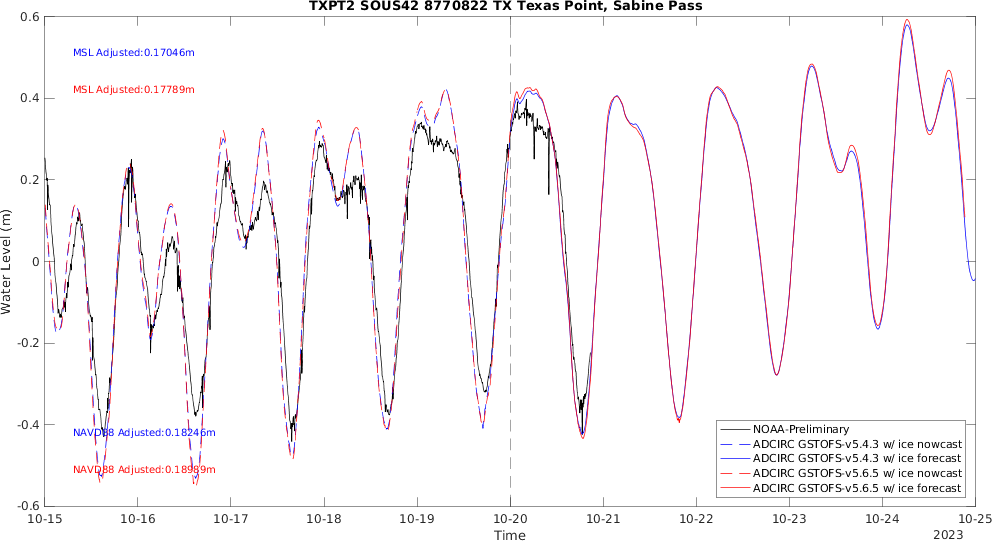 TXPT2 SOUS42 8770822 TX Texas Point, Sabine Pass
0.6
MSL Adjusted:0.17046m
MSL Adjusted:0.17789m
0.4
0.2
Water Level (m)
0
-0.2
-0.4
NAVD88 Adjusted:0.18246m
NAVD88 Adjusted:0.18989m
-0.6
NOAA-Preliminary
ADCIRC GSTOFS-v5.4.3 w/ ice nowcast
ADCIRC GSTOFS-v5.4.3 w/ ice forecast
ADCIRC GSTOFS-v5.6.5 w/ ice nowcast
ADCIRC GSTOFS-v5.6.5 w/ ice forecast
10-15 10-16 10-17 10-18 10-19 10-20 10-21 10-22 10-23 10-24 10-25
Time
2023